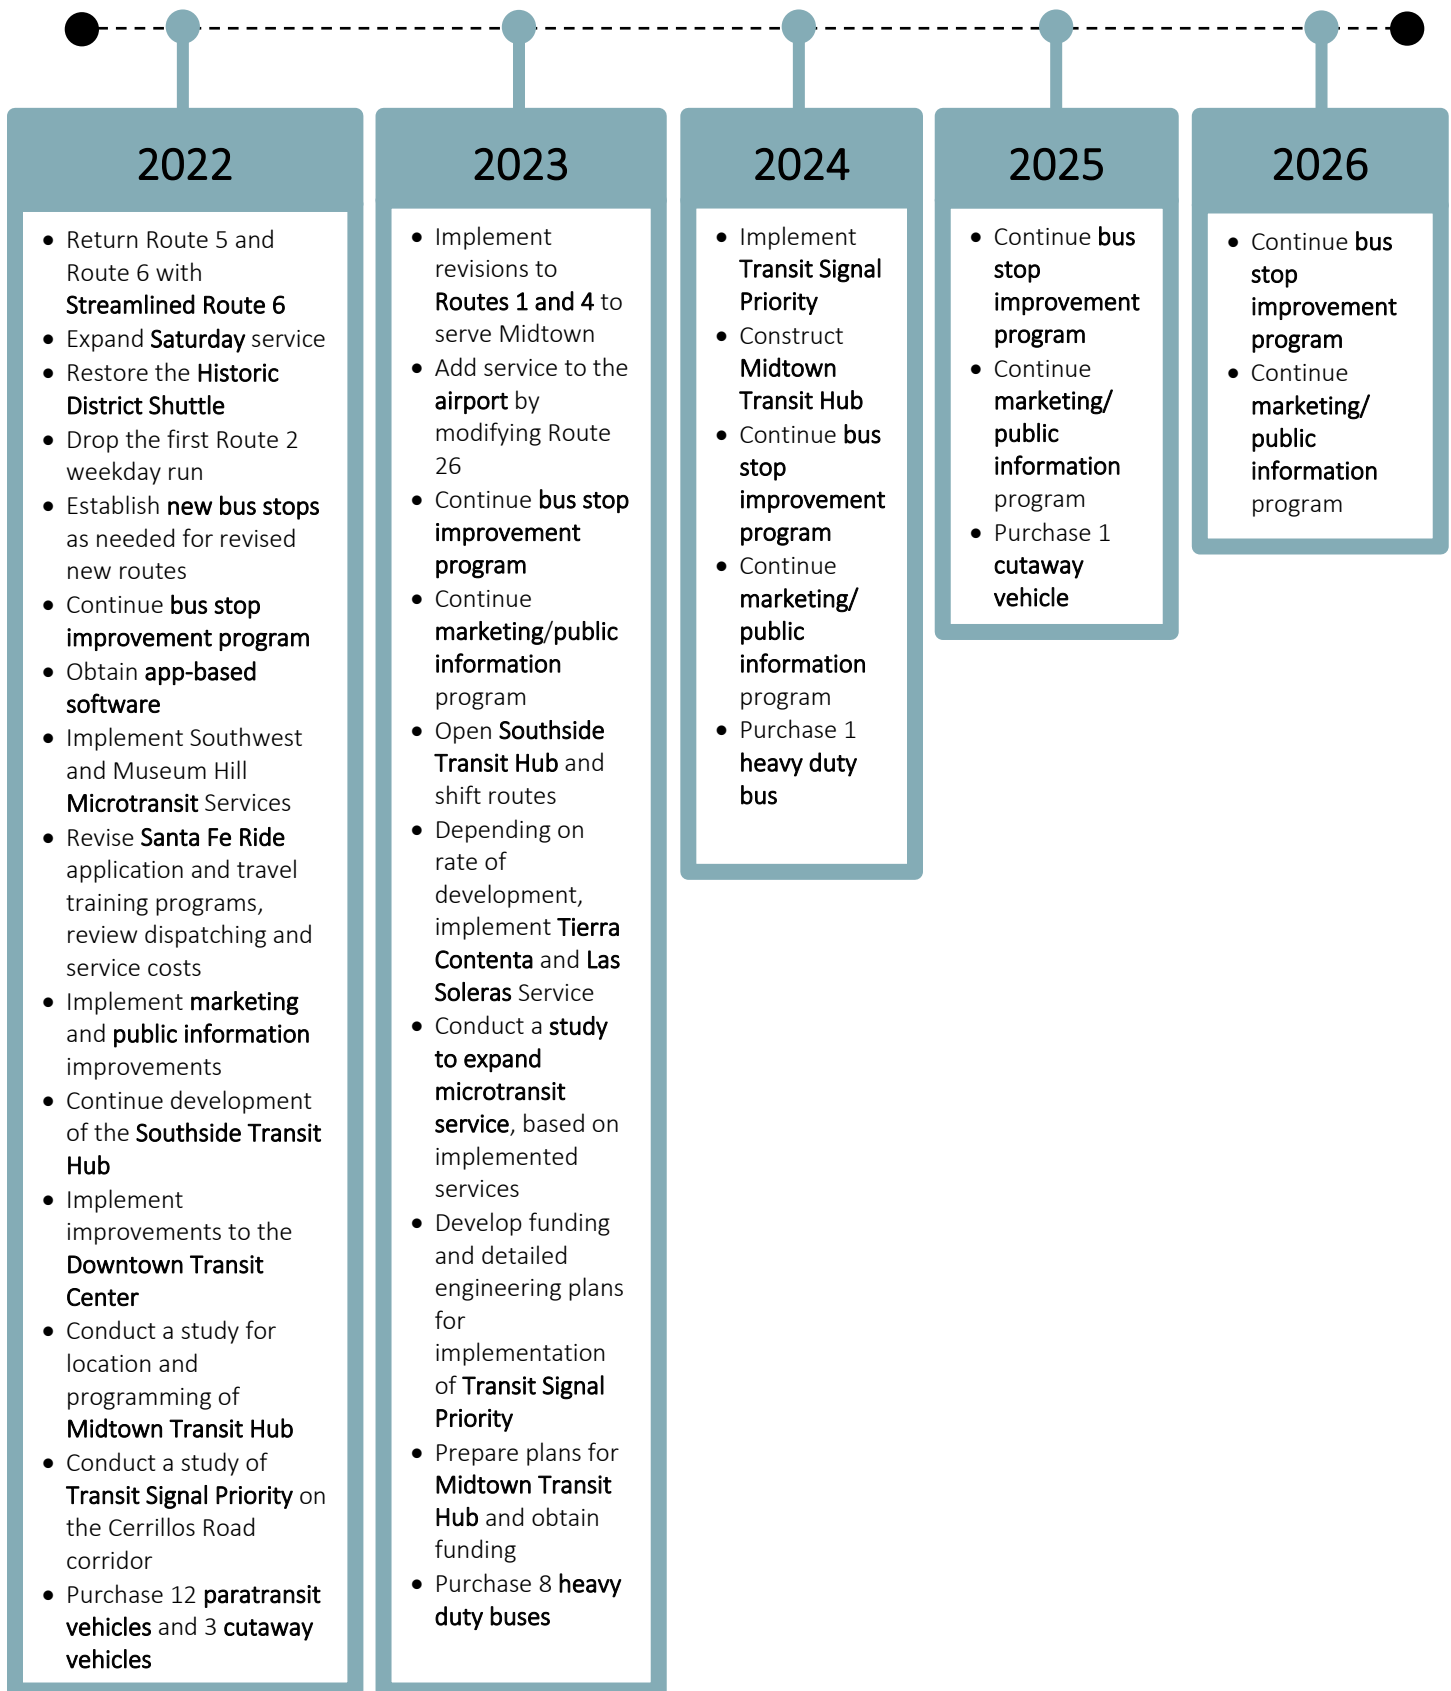 2022
• Return Route 5 and
Route 6 with
Streamlined Route 6
• Expand Saturday service
• Restore the Historic
District Shuttle
• Drop the first Route 2
weekday run
• Establish new bus stops
as needed for revised
new routes
• Continue bus stop
improvement program
• Obtain app-based
software
• Implement Southwest
and Museum Hill
Microtransit Services
• Revise Santa Fe Ride
application and travel
training programs,
review dispatching and
service costs
• Implement marketing
and public information
improvements
• Continue development
of the Southside Transit
Hub
• Implement
improvements to the
Downtown Transit
Center
• Conduct a study for
location and
programming of
Midtown Transit Hub
• Conduct a study of
Transit Signal Priority on
the Cerrillos Road
corridor
• Purchase 12 paratransit
vehicles and 3 cutaway
vehicles
2023
• Implement
revisions to
Routes 1 and 4 to
serve Midtown
• Add service to the
airport by
modifying Route
26
• Continue bus stop
improvement
program
• Continue
marketing/public
information
program
• Open Southside
Transit Hub and
shift routes
• Depending on
rate of
development,
implement Tierra
Contenta and Las
Soleras Service
• Conduct a study
to expand
microtransit
service, based on
implemented
services
• Develop funding
and detailed
engineering plans
for
implementation
of Transit Signal
Priority
• Prepare plans for
Midtown Transit
Hub and obtain
funding
• Purchase 8 heavy
duty buses
2024
• Implement
Transit Signal
Priority
• Construct
Midtown
Transit Hub
• Continue bus
stop
improvement
program
• Continue
marketing/
public
information
program
• Purchase 1
heavy duty
bus
2025
• Continue bus
stop
improvement
program
• Continue
marketing/
public
information
program
• Purchase 1
cutaway
vehicle
2026
• Continue bus
stop
improvement
program
• Continue
marketing/
public
information
program